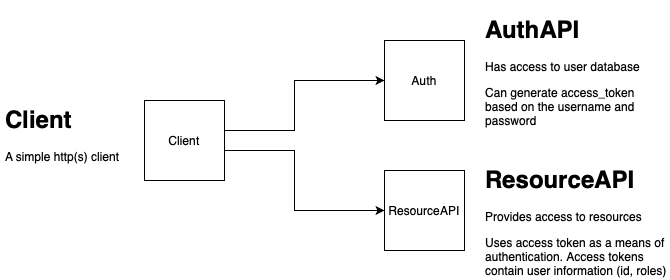 Client
A simple http(s) client
Client
Auth
AuthAPI
Has access to user database
Can generate access_token
based on the username and
password
ResourceAPI
ResourceAPI
Provides access to resources
Uses access token as a means of
authentication. Access tokens
contain user information (id, roles)